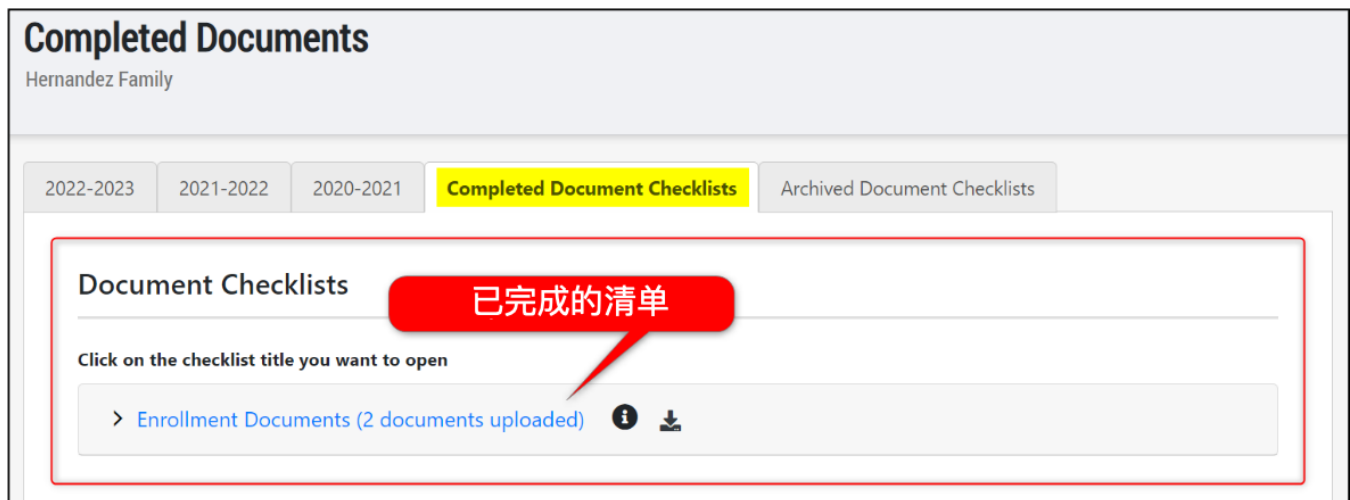 Completed Documents
Hernandez Family
2022-2023 2021-2022 2020-2021 Completed Document Checklists Archived Document Checklists
Document Checklists
已完成的清单
Click on the checklist title you want to open
Enrollment Documents (2 documents uploaded)